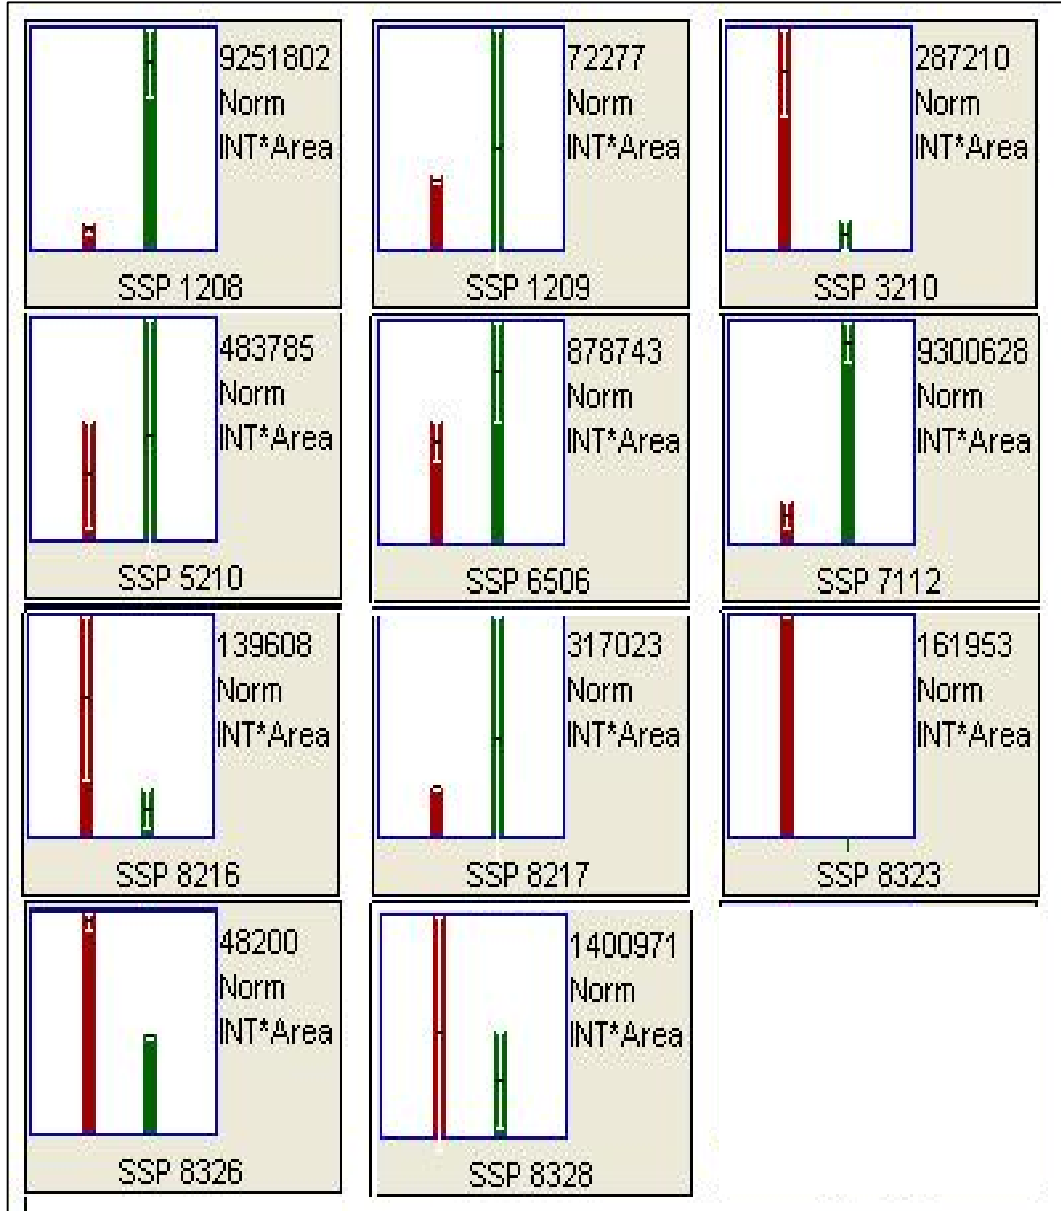 9251802
Norm
INT*Area
SSP 1208
72277
Norm
INT*Area
SSP 1209
287210
Norm
INT*Area
SSP 3210
483785
Norm
INT*Area
SSP 5210
878743
Norm
INT*Area
SSP 6506
9300628
Norm
INT*Area
SSP 7112
139608
Norm
INT*Area
SSP 8216
317023
Norm
INT*Area
SSP 8217
161953
Norm
INT*Area
SSP 8323
48200
Norm
INT*Area
SSP 8326
1400971
Norm
INT*Area
SSP 8328